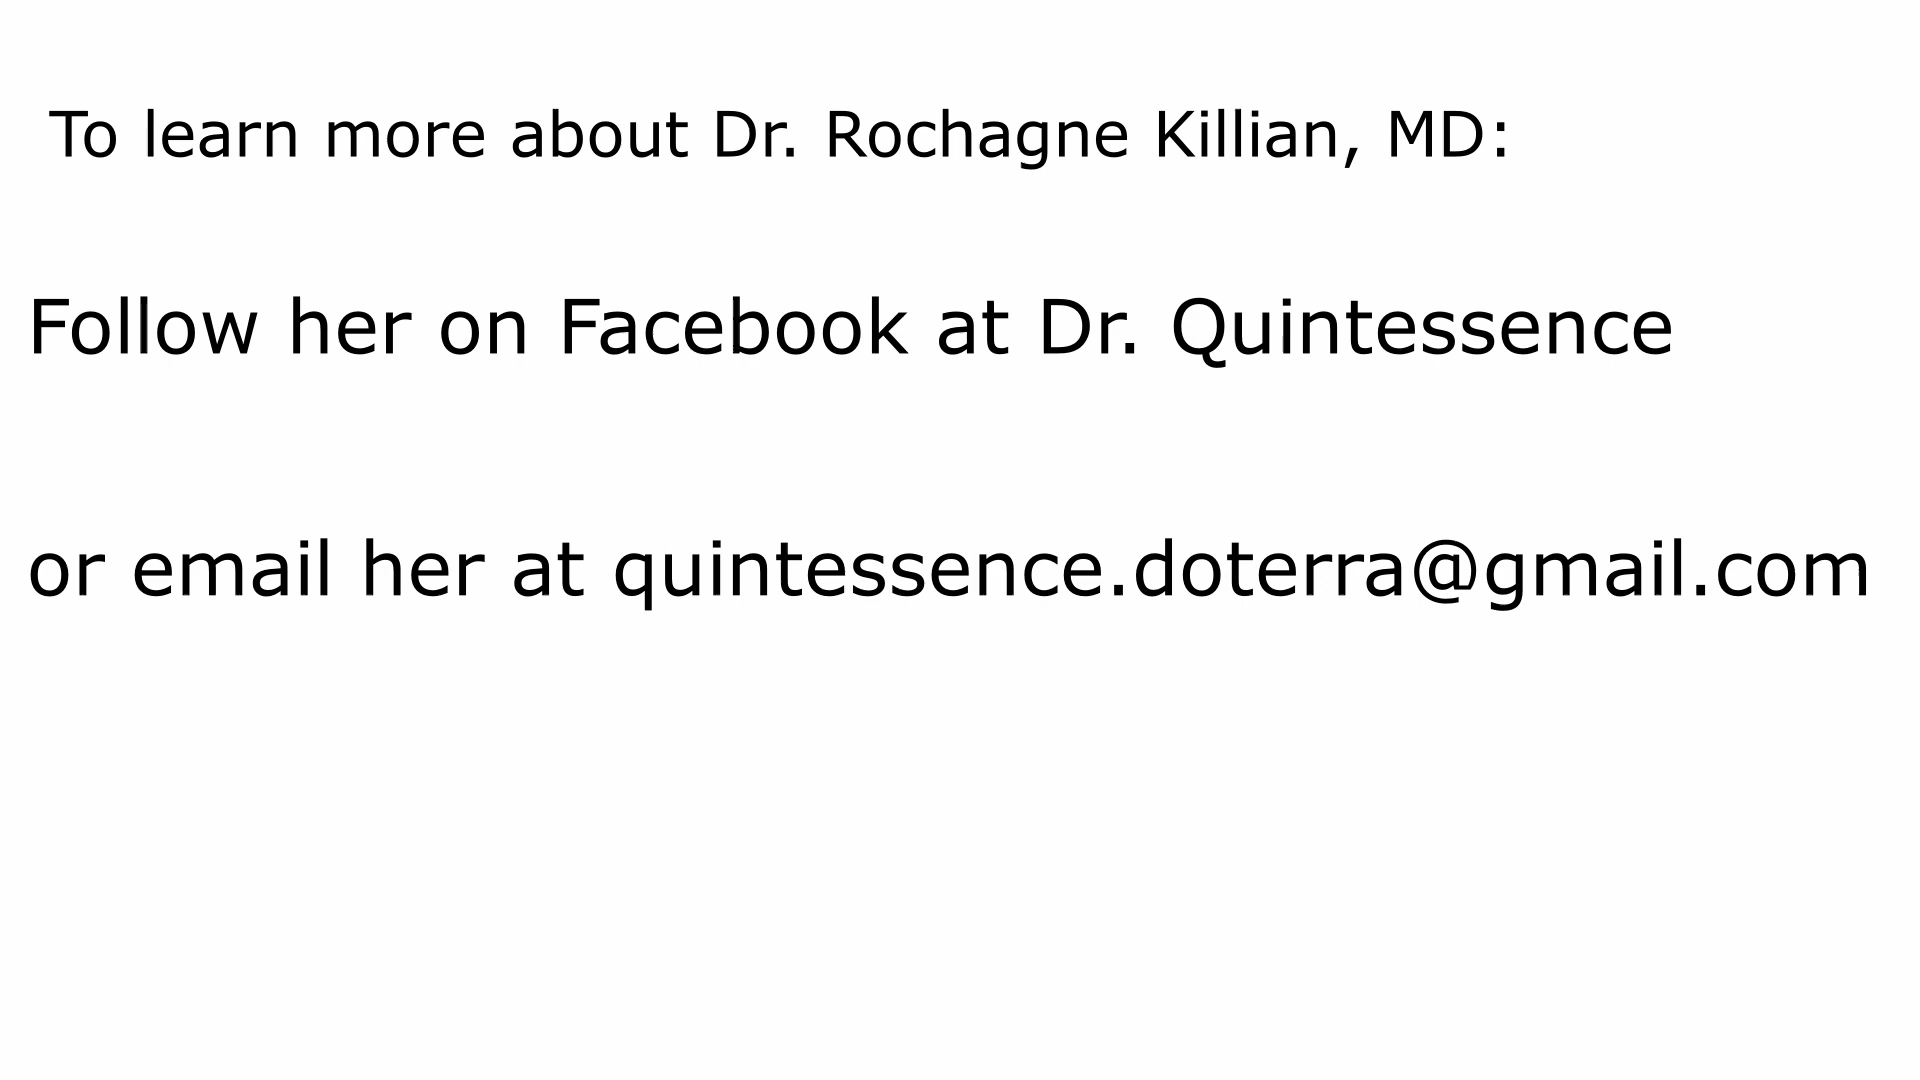 To learn more about Dr. Rochagne Killian, MD:
Follow her on Facebook at Dr. Quintessence
or email her at quintessence.doterra@gmail.com